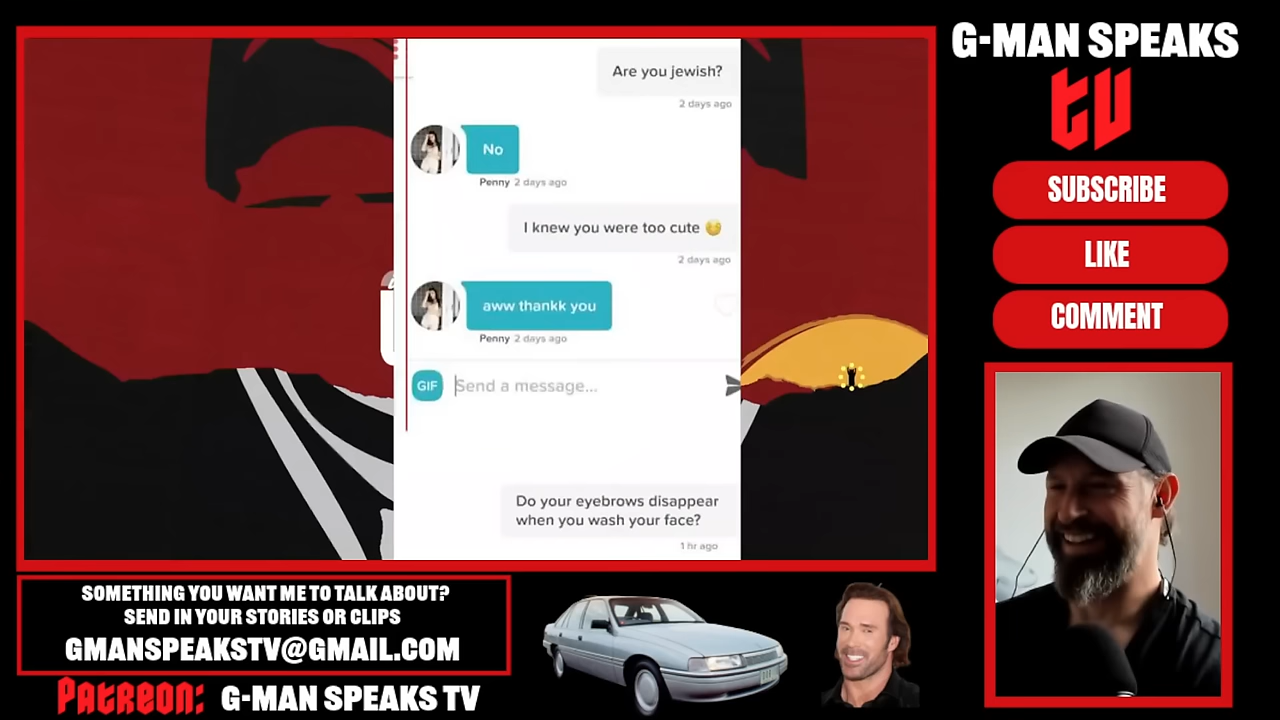 G-MAN SPEAKS
tv
SUBSCRIBE
LIKE
COMMENT
Are you jewish?
2 days ago
No
Penny 2 days ago
I knew you were too cute
2 days ago
aww thankk you
Penny 2 days ago
GIF
Send a message...
Do your eyebrows disappear
when you wash your face?
1 hr ago
SOMETHING YOU WANT ME TO TALK ABOUT?
SEND IN YOUR STORIES OR CLIPS
GMANSPEAKSTV@GMAIL.COM
PATREON: G-MAN SPEAKS TV